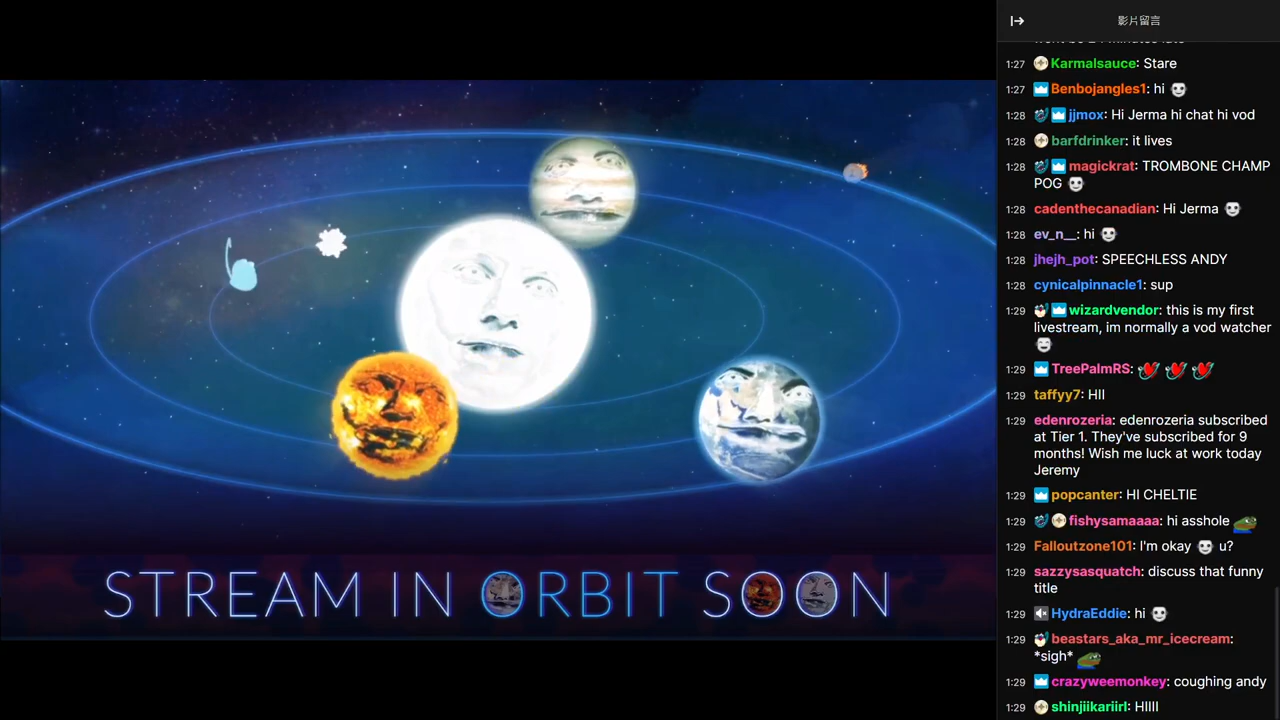 STREAM IN ORBIT SOON
影片留言
1:27 Karmalsauce: Stare
1:27 Benbojangles1: hi
1:28 jjmox: Hi Jerma hi chat hi vod
1:28 barfdrinker: it lives
1:28 magickrat: TROMBONE CHAMP
POG
1:28 cadenthecanadian: Hi Jerma
1:28 ev_n__: hi
1:28 jhejh_pot: SPEECHLESS ANDY
1:28 cynicalpinnacle1: sup
1:29 wizardvendor: this is my first
livestream, im normally a vod watcher
1:29 TreePalmRS:
1:29 taffyy7: HII
1:29 edenrozeria: edenrozeria subscribed
at Tier 1. They've subscribed for 9
months! Wish me luck at work today
Jeremy
1:29 popcanter: HI CHELTIE
1:29 fishysamaaaa: hi asshole
1:29 Falloutzone101: I'm okay u?
1:29 sazzysasquatch: discuss that funny
title
1:29 HydraEddie: hi
1:29 beastars_aka_mr_icecream:
*sigh*
1:29 crazyweemonkey: coughing andy
1:29 shinjiikariirl: HIIII